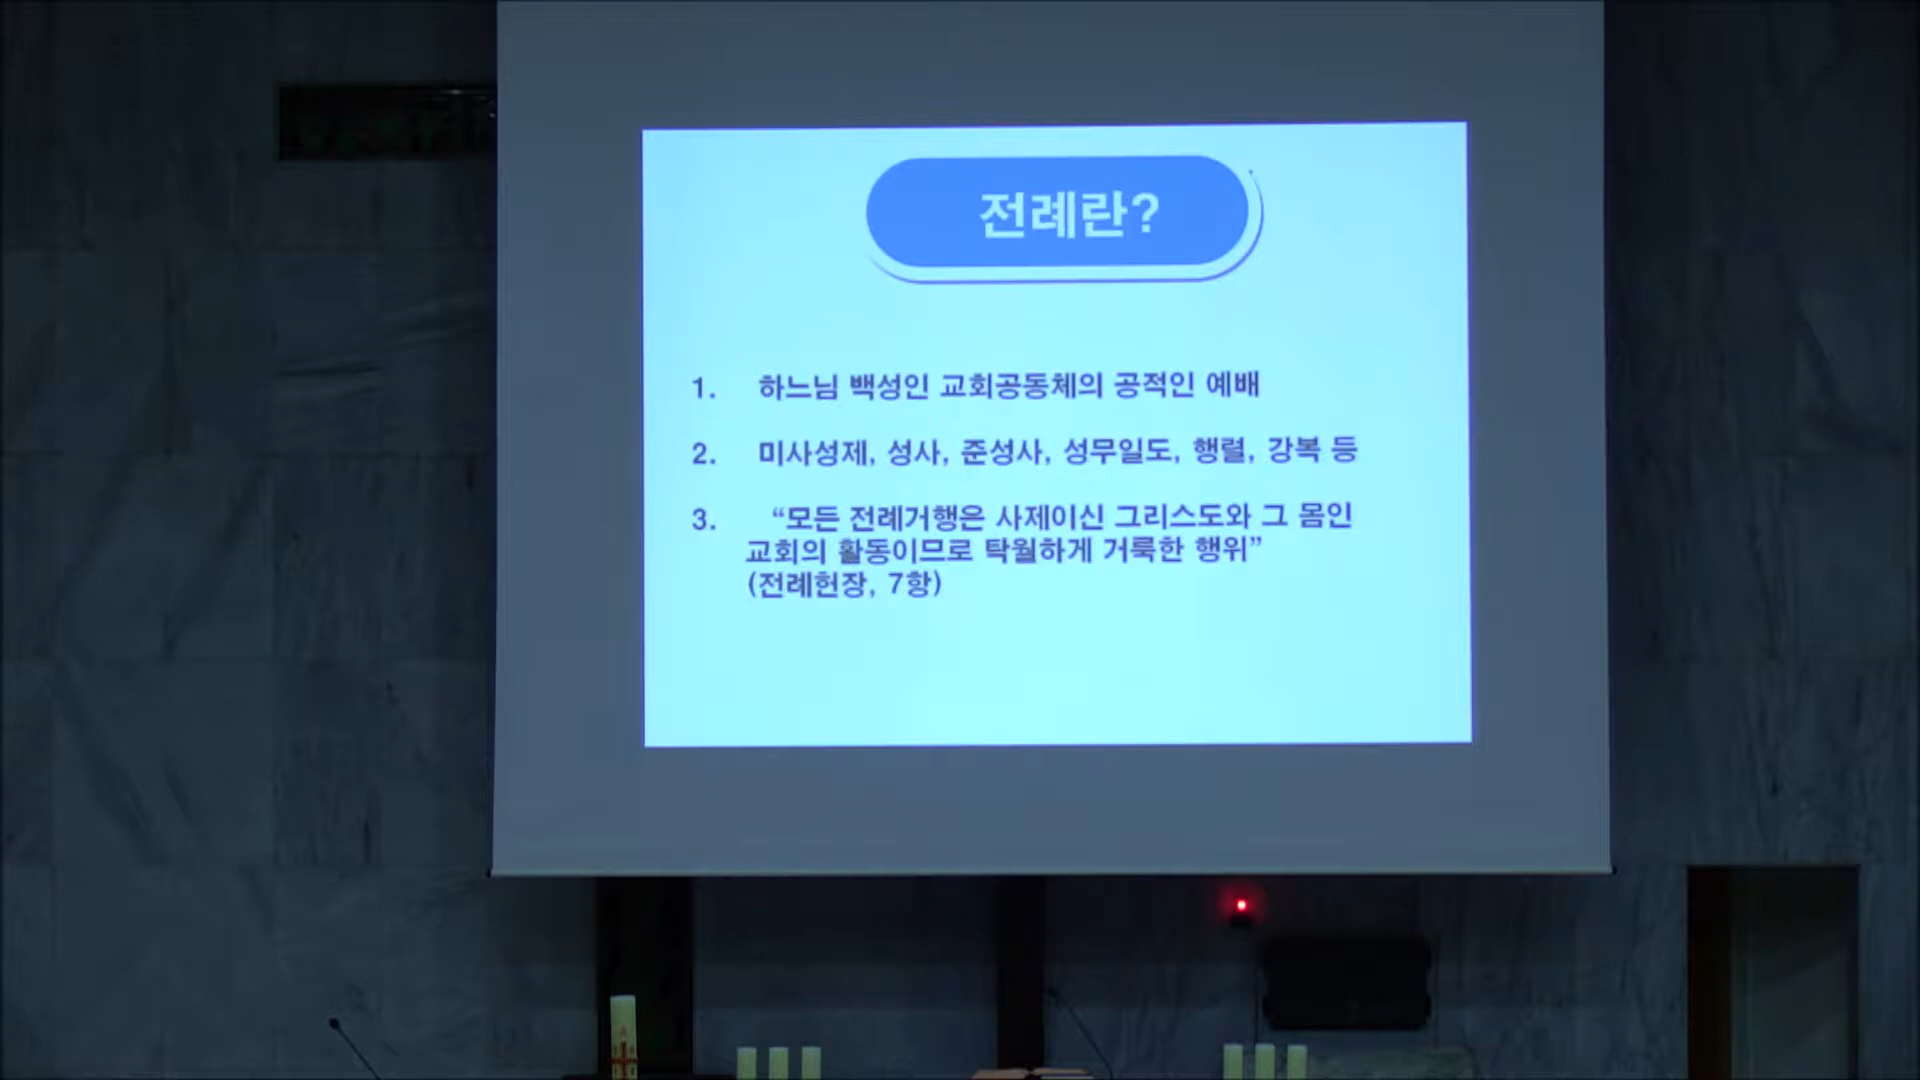 전례란?
1. 하느님 백성인 교회공동체의 공적인 예배
2. 미사성제, 성사, 준성사, 성무일도, 행렬, 강복 등
3. “모든 전례거행은 사제이신 그리스도와 그 몸인
교회의 활동이므로 탁월하게 거룩한 행위”
(전례헌장, 7항)